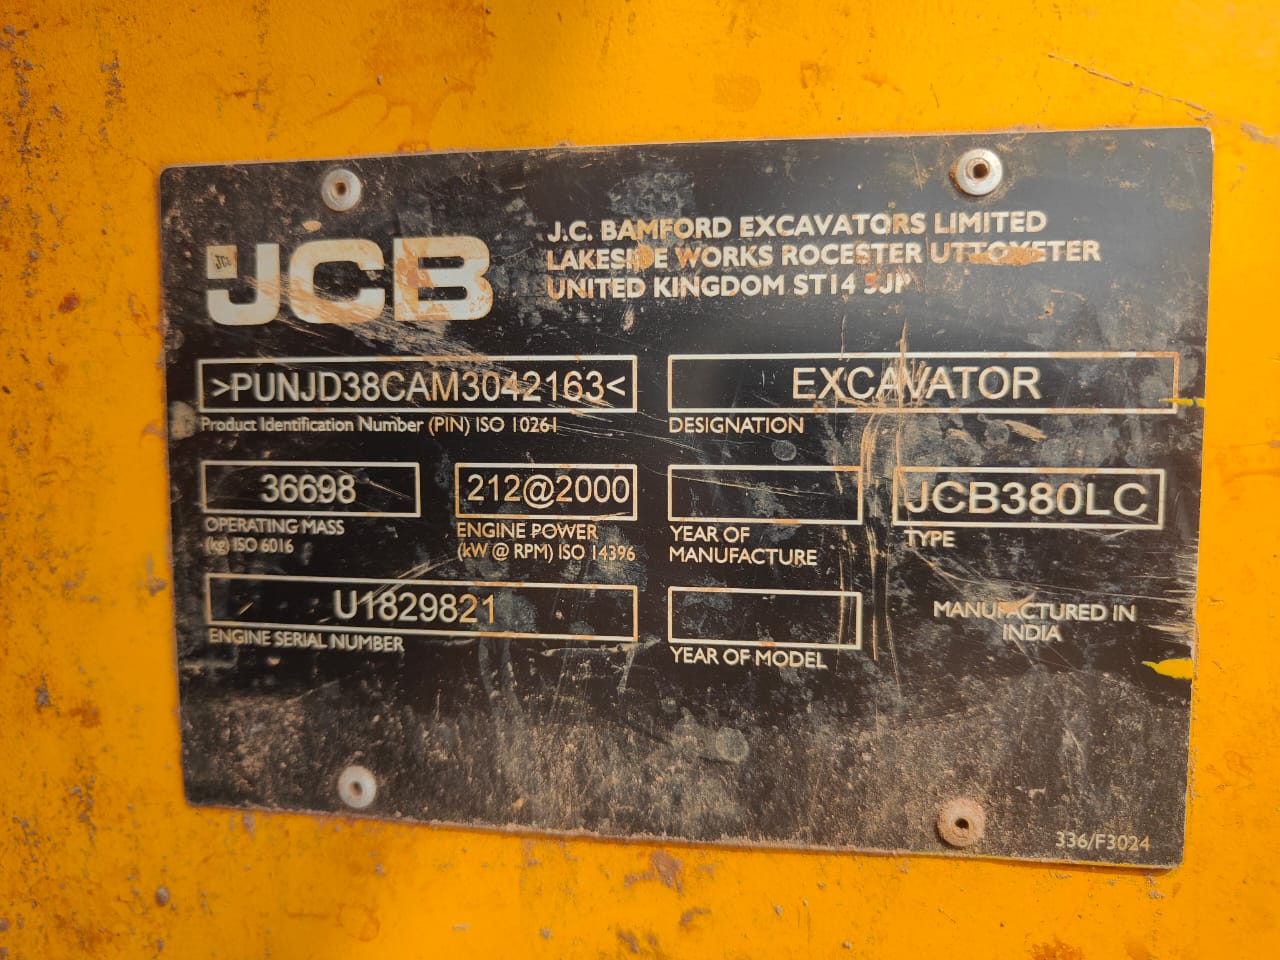 JCB
J.C. BAMFORD EXCAVATORS LIMITED
LAKESIDE WORKS ROCESTER UTTOXETER
UNITED KINGDOM ST14 5JP
>PUNJD38CAM3042163<
Product Identification Number (PIN) ISO 10261
EXCAVATOR
DESIGNATION
36698
OPERATING MASS
(kg) ISO 6016
212@2000
ENGINE POWER
(kW @ RPM) ISO 14396
YEAR OF
MANUFACTURE
JCB380LC
TYPE
U1829821
ENGINE SERIAL NUMBER
YEAR OF MODEL
MANUFACTURED IN
INDIA
336/F3024